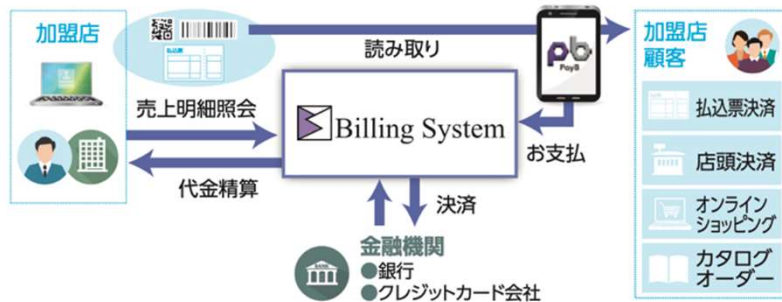 加盟店
払込票
読み取り
pb
PayB
加盟店
顧客
売上明細照会
Billing System
お支払
代金精算
決済
金融機関
●銀行
●クレジットカード会社
払込票決済
店頭決済
オンライン
ショッピング
カタログ
オーダー